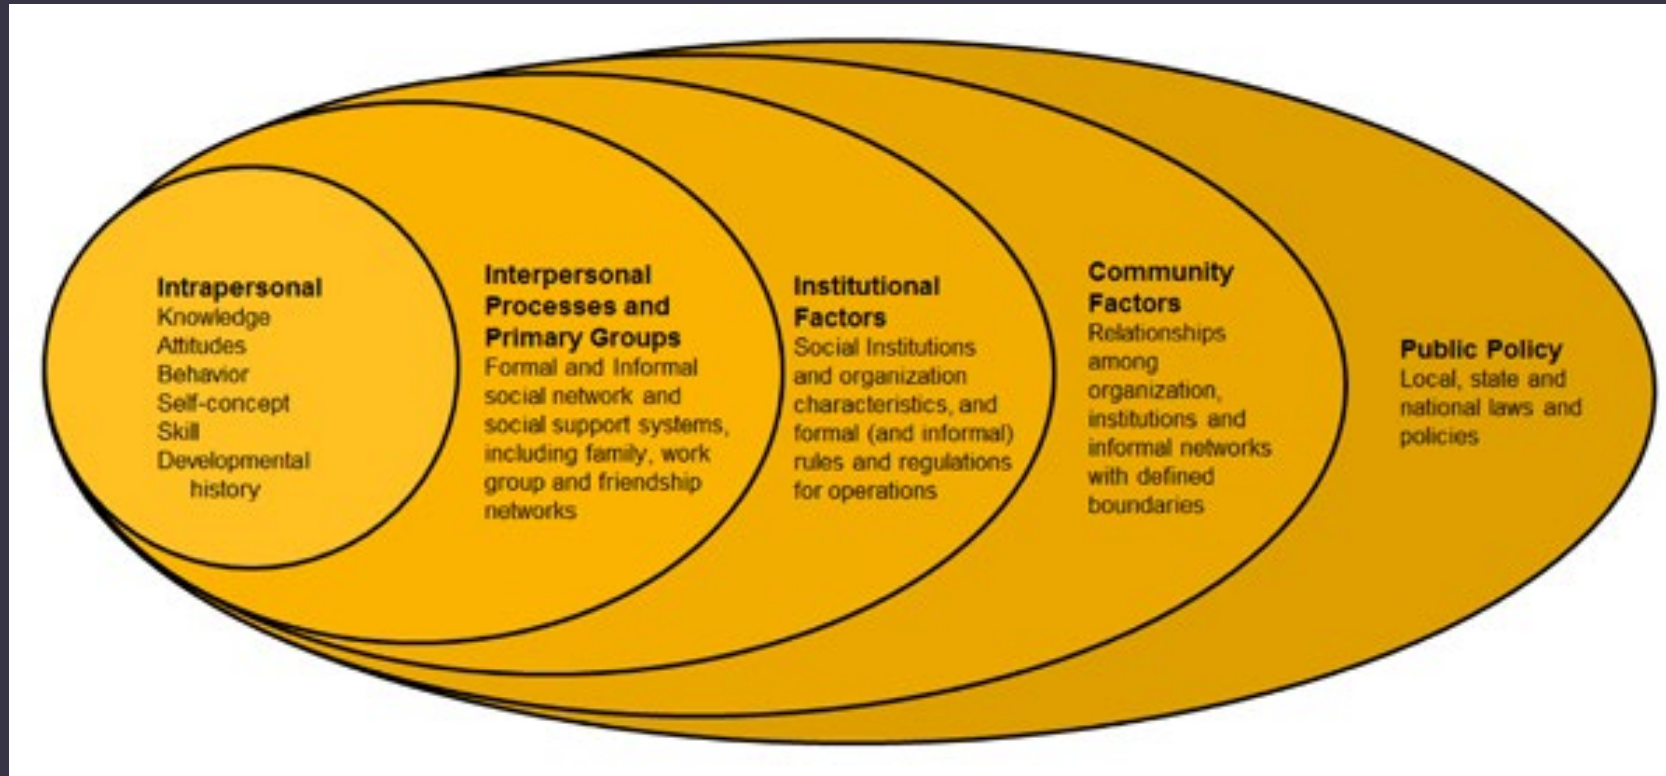 Intrapersonal
Knowledge
Attitudes
Behavior
Self-concept
Skill
Developmental
history
Interpersonal
Processes and
Primary Groups
Formal and Informal
social network and
social support systems,
including family, work
group and friendship
networks
Institutional
Factors
Social Institutions
and organization
characteristics, and
formal (and informal)
rules and regulations
for operations
Community
Factors
Relationships
among
organization,
institutions and
informal networks
with defined
boundaries
Public Policy
Local, state and
national laws and
policies